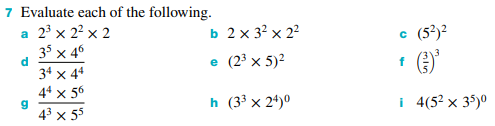 7 Evaluate each of the following.
a 2³ × 2² × 2 b 2 × 3² × 2² c (5²)²
d 3⁵ × 4⁶ / 3⁴ × 4⁴ e (2³ × 5)² f (3/5)³
g 4⁴ × 5⁶ / 4³ × 5⁵ h (3³ × 2⁴)⁰ i 4(5² × 3⁵)⁰